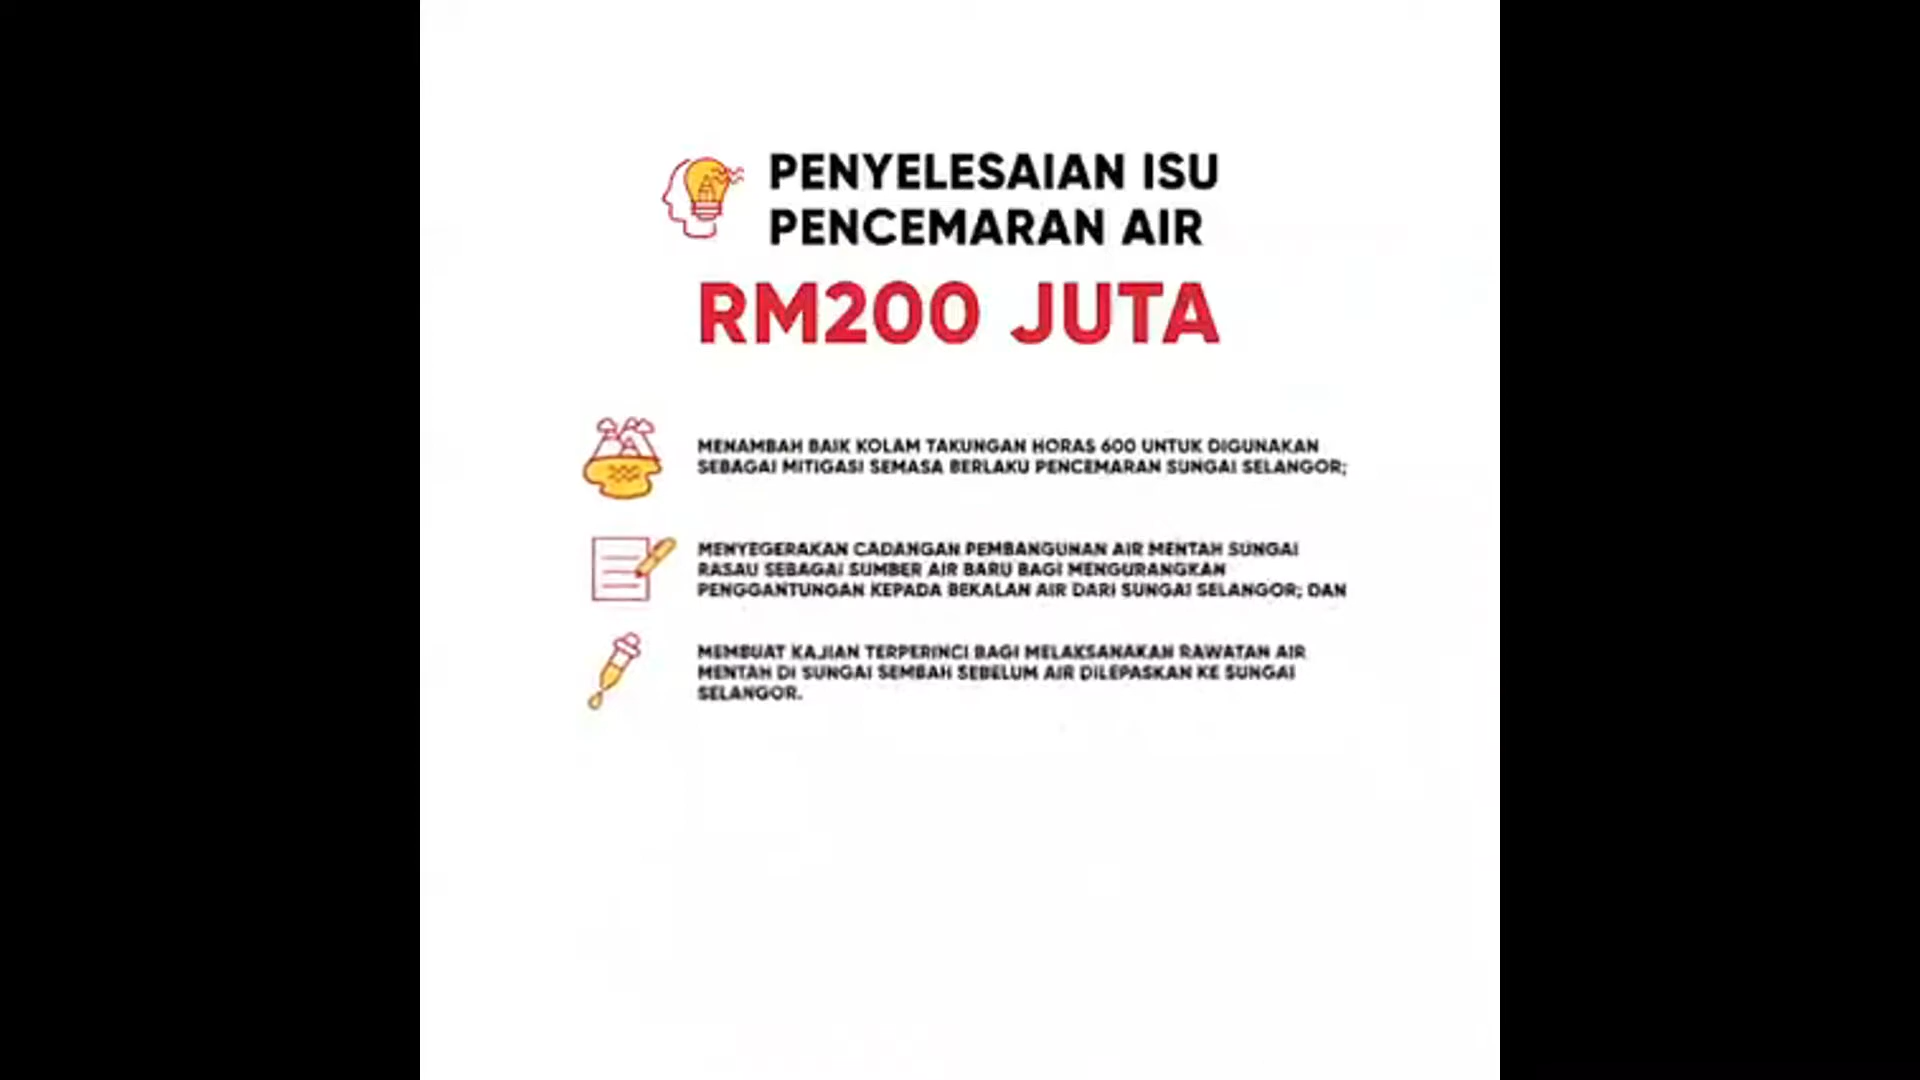 PENYELESAIAN ISU
PENCEMARAN AIR
RM200 JUTA
MENAMBAH BAIK KOLAM TAKUNGAN HORAS 600 UNTUK DIGUNAKAN
SEBAGAI MITIGASI SEMASA BERLAKU PENCEMARAN SUNGAI SELANGOR;
MENYEGERAKAN CADANGAN PEMBANGUNAN AIR MENTAH SUNGAI
RASAU SEBAGAI SUMBER AIR BARU BAGI MENGURANGKAN
PENGGANTUNGAN KEPADA BEKALAN AIR DARI SUNGAI SELANGOR; DAN
MEMBUAT KAJIAN TERPERINCI BAGI MELAKSANAKAN RAWATAN AIR
MENTAH DI SUNGAI SEMBAH SEBELUM AIR DILEPASKAN KE SUNGAI
SELANGOR.